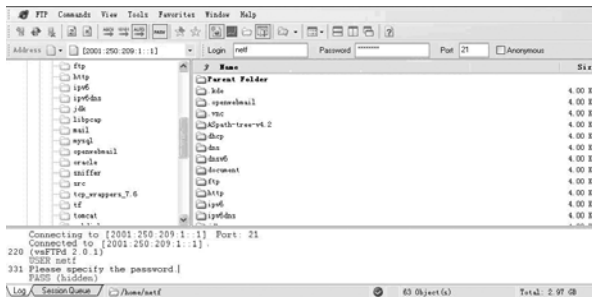 FTP Commands View Tools Favorites Window Help
Address [2001:250:209:1::1] Login netf Password ******** Port 21 Anonymous
ftp
http
ipv6
ipv6dns
jdk
libpcap
mail
mysql
openwebmail
oracle
sniffer
src
tcp_wrappers_7.6
tf
tomcat
Name Siz
Parent Folder
.kde 4.00 K
.openwebmail 4.00 K
.vnc 4.00 K
ASpath-tree-v4.2 4.00 K
dhcp 4.00 K
dns 4.00 K
dnsv6 4.00 K
document 4.00 K
ftp 4.00 K
http 4.00 K
ipv6 4.00 K
ipv6dns 4.00 K
Connecting to [2001:250:209:1::1] Port: 21
Connected to [2001:250:209:1::1].
220 (vsFTPd 2.0.1)
USER netf
331 Please specify the password.
PASS (hidden)
Log Session Queue /home/netf 63 Object(s) Total: 2.97 GB